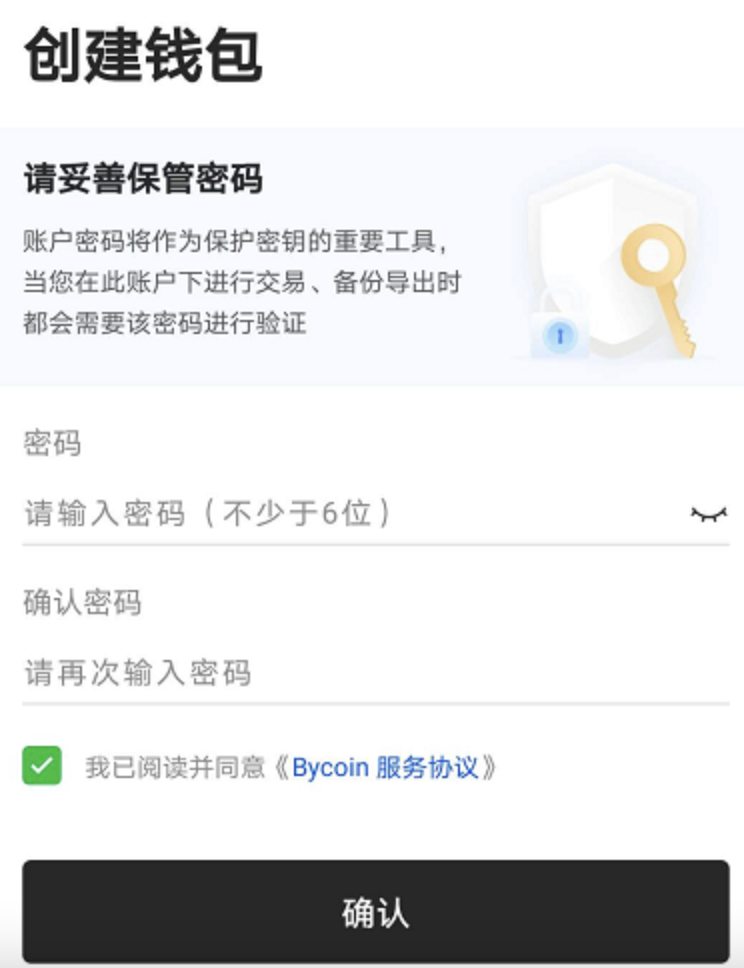 创建钱包
请妥善保管密码
账户密码将作为保护密钥的重要工具，
当您在此账户下进行交易、备份导出时
都会需要该密码进行验证
密码
请输入密码（不少于6位）
确认密码
请再次输入密码
我已阅读并同意《Bycoin 服务协议》
确认